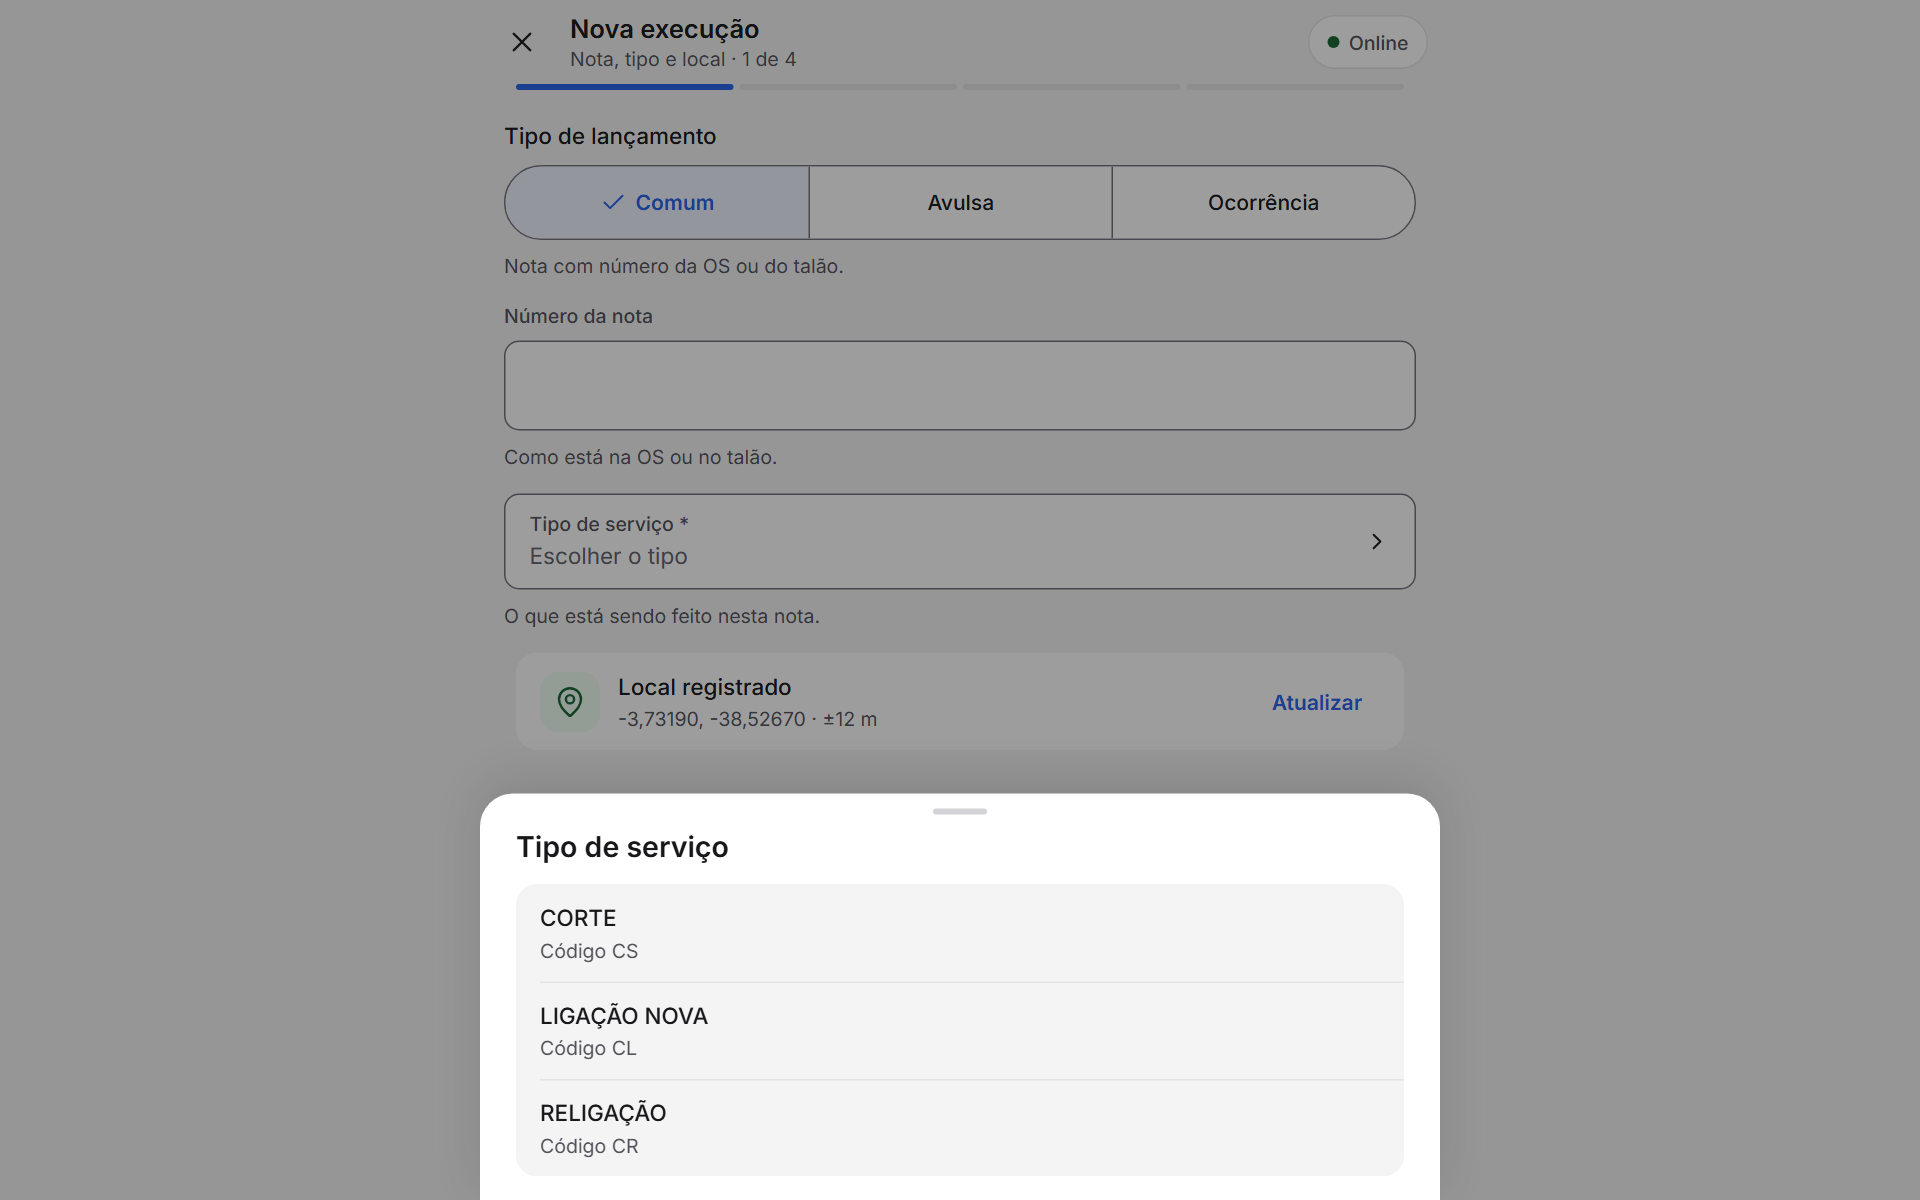 Nova execução
Nota, tipo e local · 1 de 4
Online
Tipo de lançamento
Comum
Avulsa
Ocorrência
Nota com número da OS ou do talão.
Número da nota
Como está na OS ou no talão.
Tipo de serviço *
Escolher o tipo
O que está sendo feito nesta nota.
Local registrado
-3,73190, -38,52670 · ±12 m
Atualizar
Tipo de serviço
CORTE
Código CS
LIGAÇÃO NOVA
Código CL
RELIGAÇÃO
Código CR